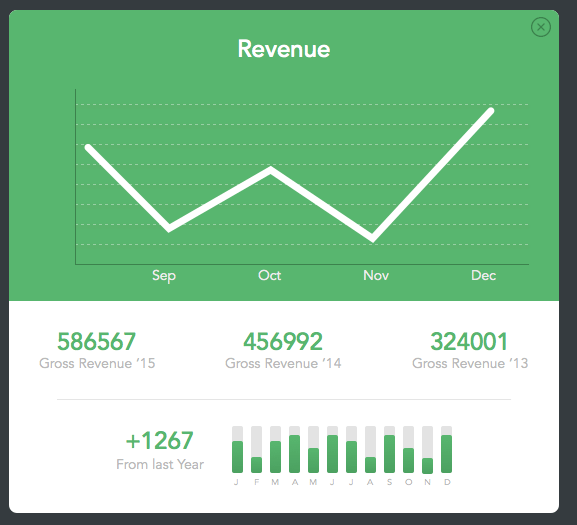 Revenue
Sep Oct Nov Dec
586567 456992 324001
Gross Revenue ’15 Gross Revenue ’14 Gross Revenue ’13
+1267
From last Year
J F M A M J J A S O N D